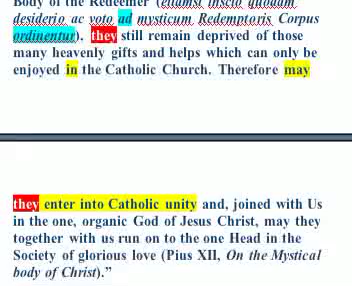 Body of the Redeemer (etiamsi inscio quodam
desiderio ac voto ad mysticum Redemptoris Corpus
ordinentur). they still remain deprived of those
many heavenly gifts and helps which can only be
enjoyed in the Catholic Church. Therefore may
they enter into Catholic unity and, joined with Us
in the one, organic God of Jesus Christ, may they
together with us run on to the one Head in the
Society of glorious love (Pius XII, On the Mystical
body of Christ)."